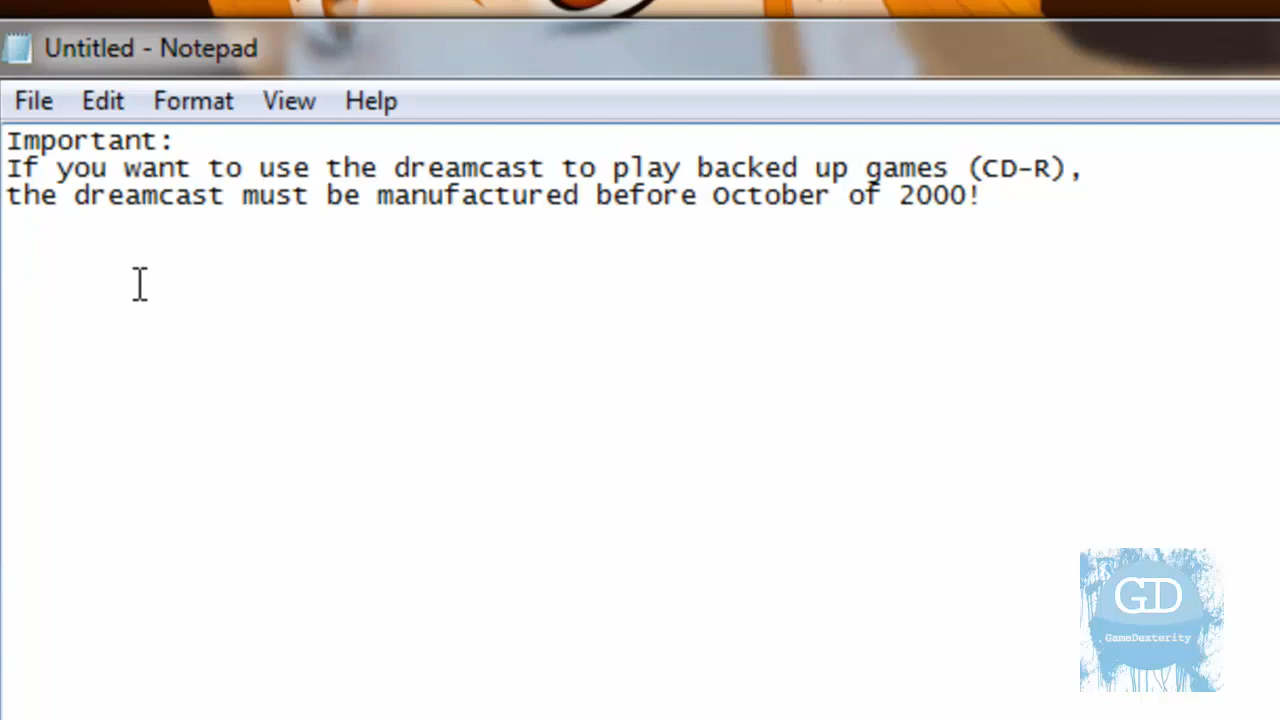 Untitled - Notepad
File Edit Format View Help
Important:
If you want to use the dreamcast to play backed up games (CD-R),
the dreamcast must be manufactured before October of 2000!
GD
GameDexterity